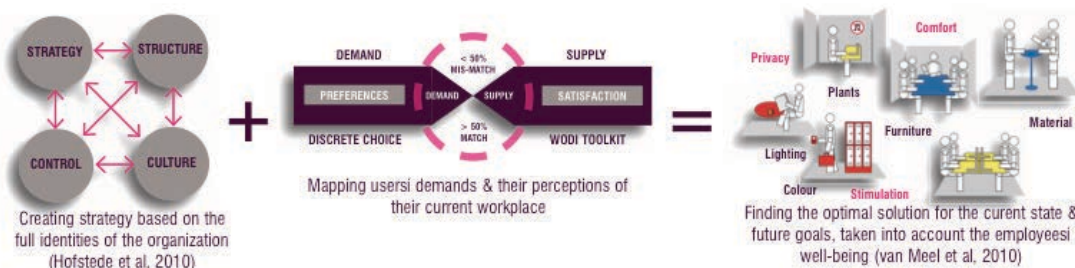 STRATEGY
STRUCTURE
CONTROL
CULTURE
Creating strategy based on the
full identities of the organization
(Hofstede et al, 2010)
+
DEMAND
< 50%
MIS-MATCH
SUPPLY
PREFERENCES
DEMAND
SUPPLY
SATISFACTION
DISCRETE CHOICE
> 50%
MATCH
WODI TOOLKIT
Mapping usersí demands & their perceptions of
their current workplace
=
Privacy
Comfort
Plants
Furniture
Material
Lighting
Colour
Stimulation
Finding the optimal solution for the curent state &
future goals, taken into account the employeesí
well-being (van Meel et al, 2010)